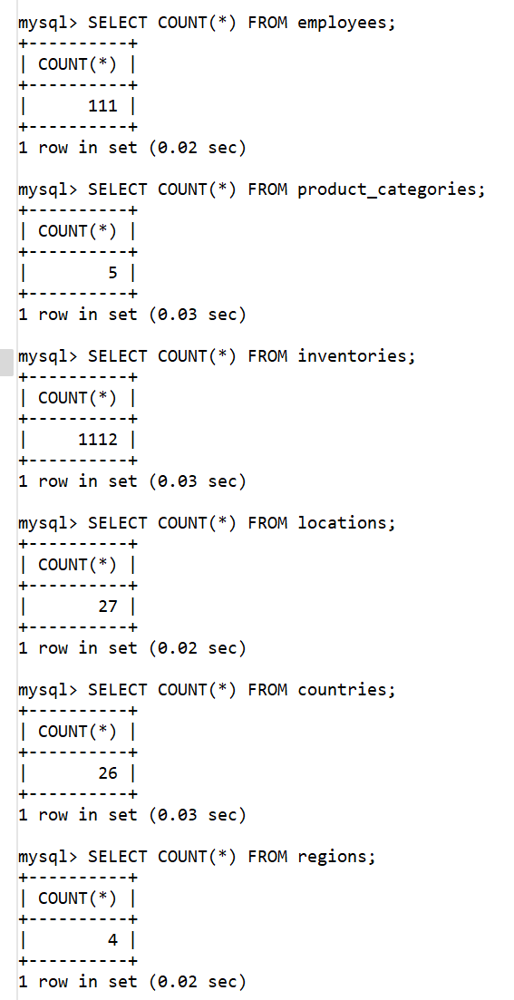 mysql> SELECT COUNT(*) FROM employees;
+----------+
| COUNT(*) |
+----------+
|      111 |
+----------+
1 row in set (0.02 sec)
mysql> SELECT COUNT(*) FROM product_categories;
+----------+
| COUNT(*) |
+----------+
|        5 |
+----------+
1 row in set (0.03 sec)
mysql> SELECT COUNT(*) FROM inventories;
+----------+
| COUNT(*) |
+----------+
|     1112 |
+----------+
1 row in set (0.03 sec)
mysql> SELECT COUNT(*) FROM locations;
+----------+
| COUNT(*) |
+----------+
|       27 |
+----------+
1 row in set (0.02 sec)
mysql> SELECT COUNT(*) FROM countries;
+----------+
| COUNT(*) |
+----------+
|       26 |
+----------+
1 row in set (0.03 sec)
mysql> SELECT COUNT(*) FROM regions;
+----------+
| COUNT(*) |
+----------+
|        4 |
+----------+
1 row in set (0.02 sec)